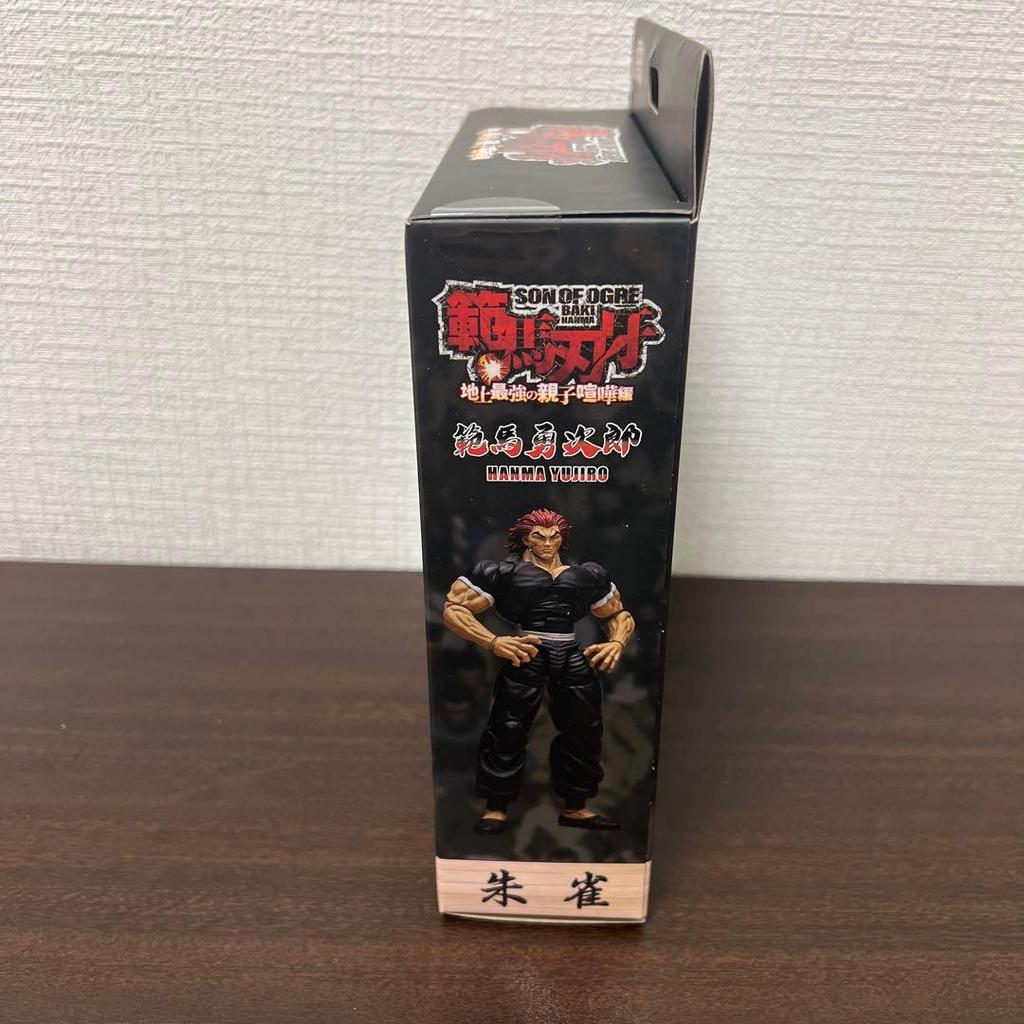 SON OF OGRE
BAKI
HANMA
範馬刃牙
地上最強の親子喧嘩編
範馬勇次郎
HANMA YUJIRO
朱雀